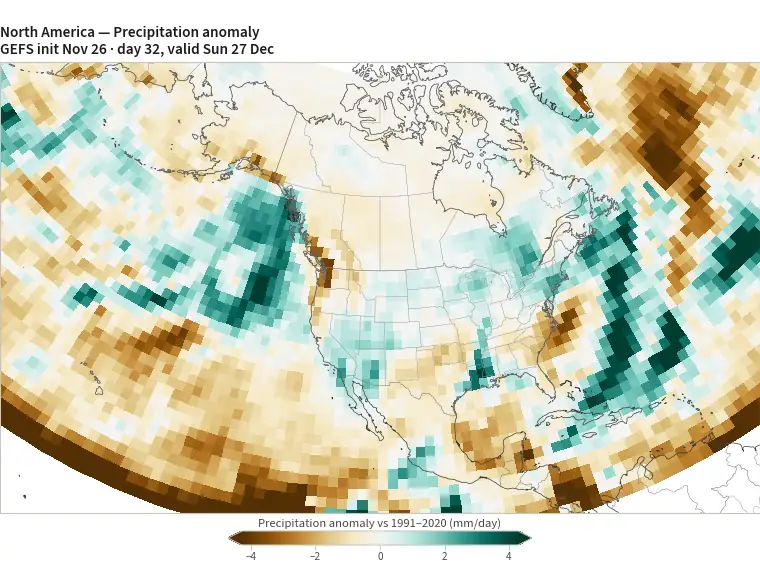 North America — Precipitation anomaly
GEFS init Nov 26 · day 32, valid Sun 27 Dec
Precipitation anomaly vs 1991–2020 (mm/day)
−4 −2 0 2 4